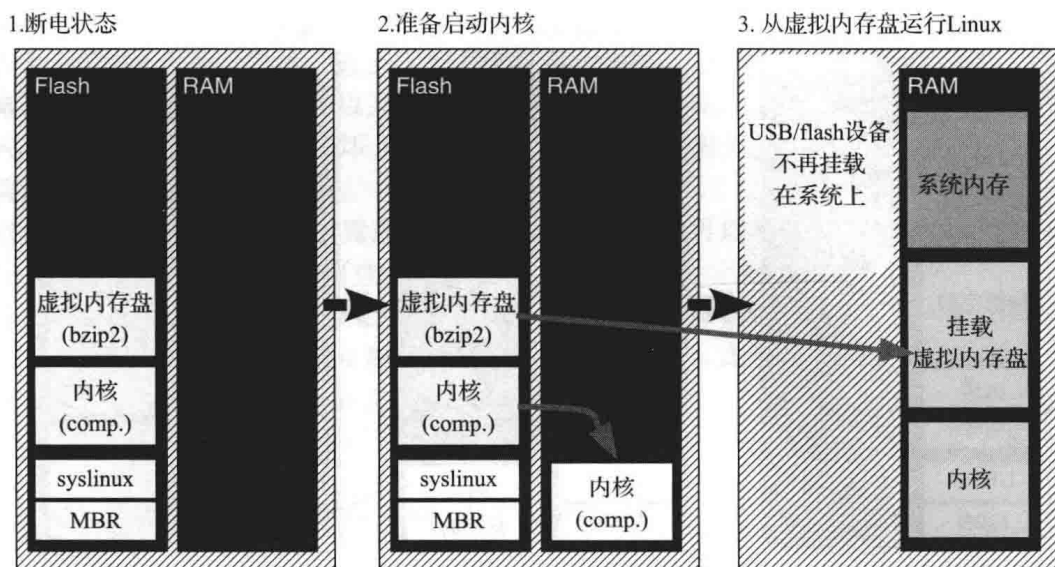 1.断电状态
Flash
RAM
虚拟内存盘
(bzip2)
内核
(comp.)
syslinux
MBR
2.准备启动内核
Flash
RAM
虚拟内存盘
(bzip2)
内核
(comp.)
syslinux
MBR
内核
(comp.)
3. 从虚拟内存盘运行Linux
USB/flash设备
不再挂载
在系统上
RAM
系统内存
挂载
虚拟内存盘
内核